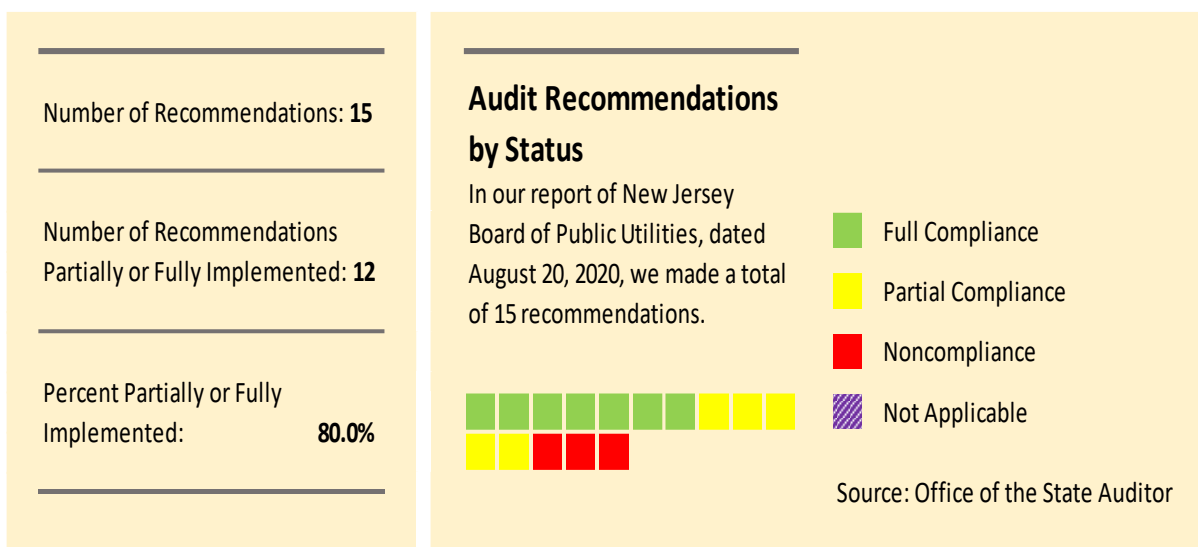 Number of Recommendations: 15
Number of Recommendations
Partially or Fully Implemented: 12
Percent Partially or Fully
Implemented: 80.0%
Audit Recommendations
by Status
In our report of New Jersey
Board of Public Utilities, dated
August 20, 2020, we made a total
of 15 recommendations.
Full Compliance
Partial Compliance
Noncompliance
Not Applicable
Source: Office of the State Auditor